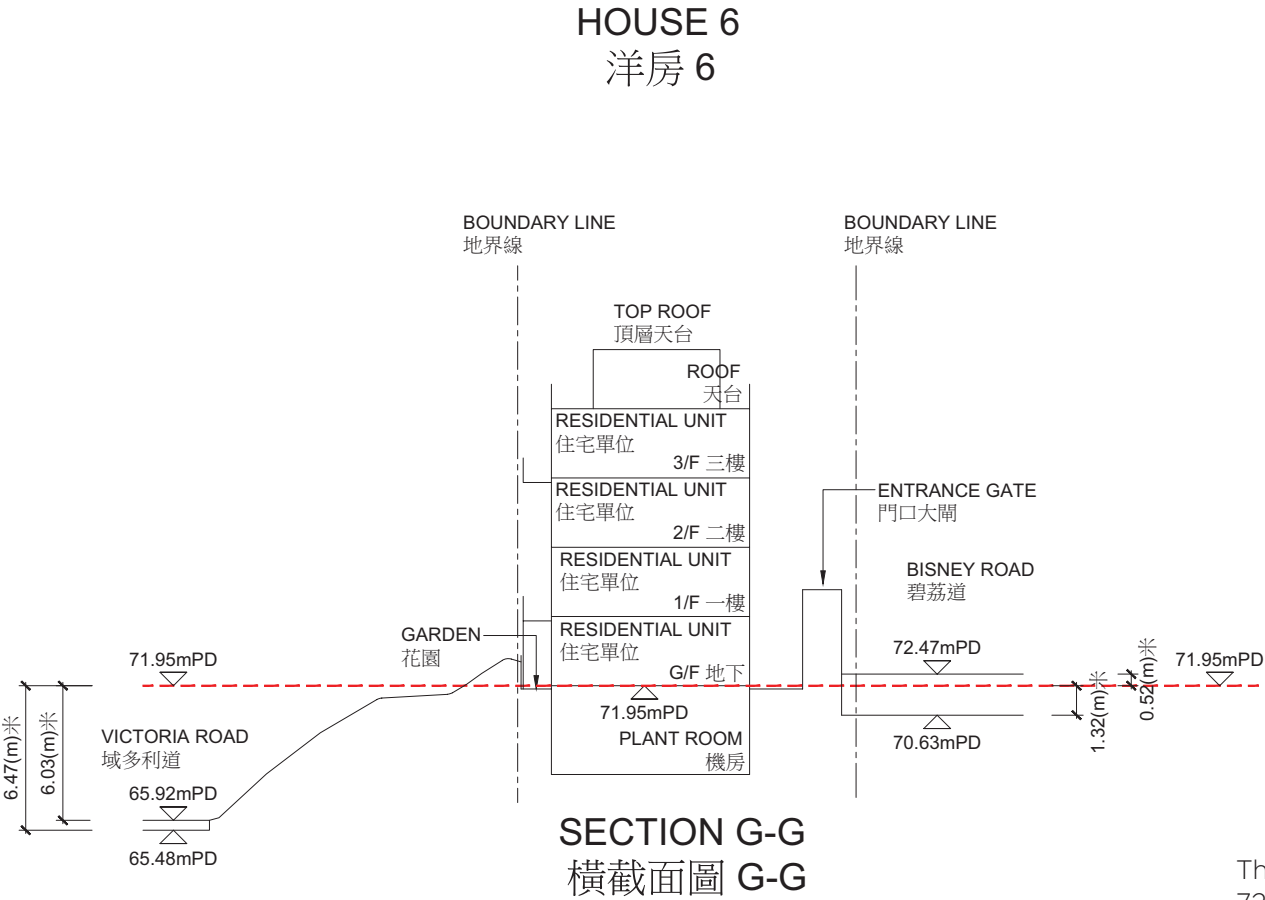 HOUSE 6
洋房 6
BOUNDARY LINE
地界線
BOUNDARY LINE
地界線
TOP ROOF
頂層天台
ROOF
天台
RESIDENTIAL UNIT
住宅單位
3/F 三樓
RESIDENTIAL UNIT
住宅單位
2/F 二樓
RESIDENTIAL UNIT
住宅單位
1/F 一樓
RESIDENTIAL UNIT
住宅單位
G/F 地下
71.95mPD
PLANT ROOM
機房
ENTRANCE GATE
門口大閘
BISNEY ROAD
碧荔道
GARDEN
花園
71.95mPD
72.47mPD
70.63mPD
1.32(m)米
0.52(m)米
71.95mPD
6.47(m)米
6.03(m)米
VICTORIA ROAD
域多利道
65.92mPD
65.48mPD
SECTION G-G
橫截面圖 G-G
Th